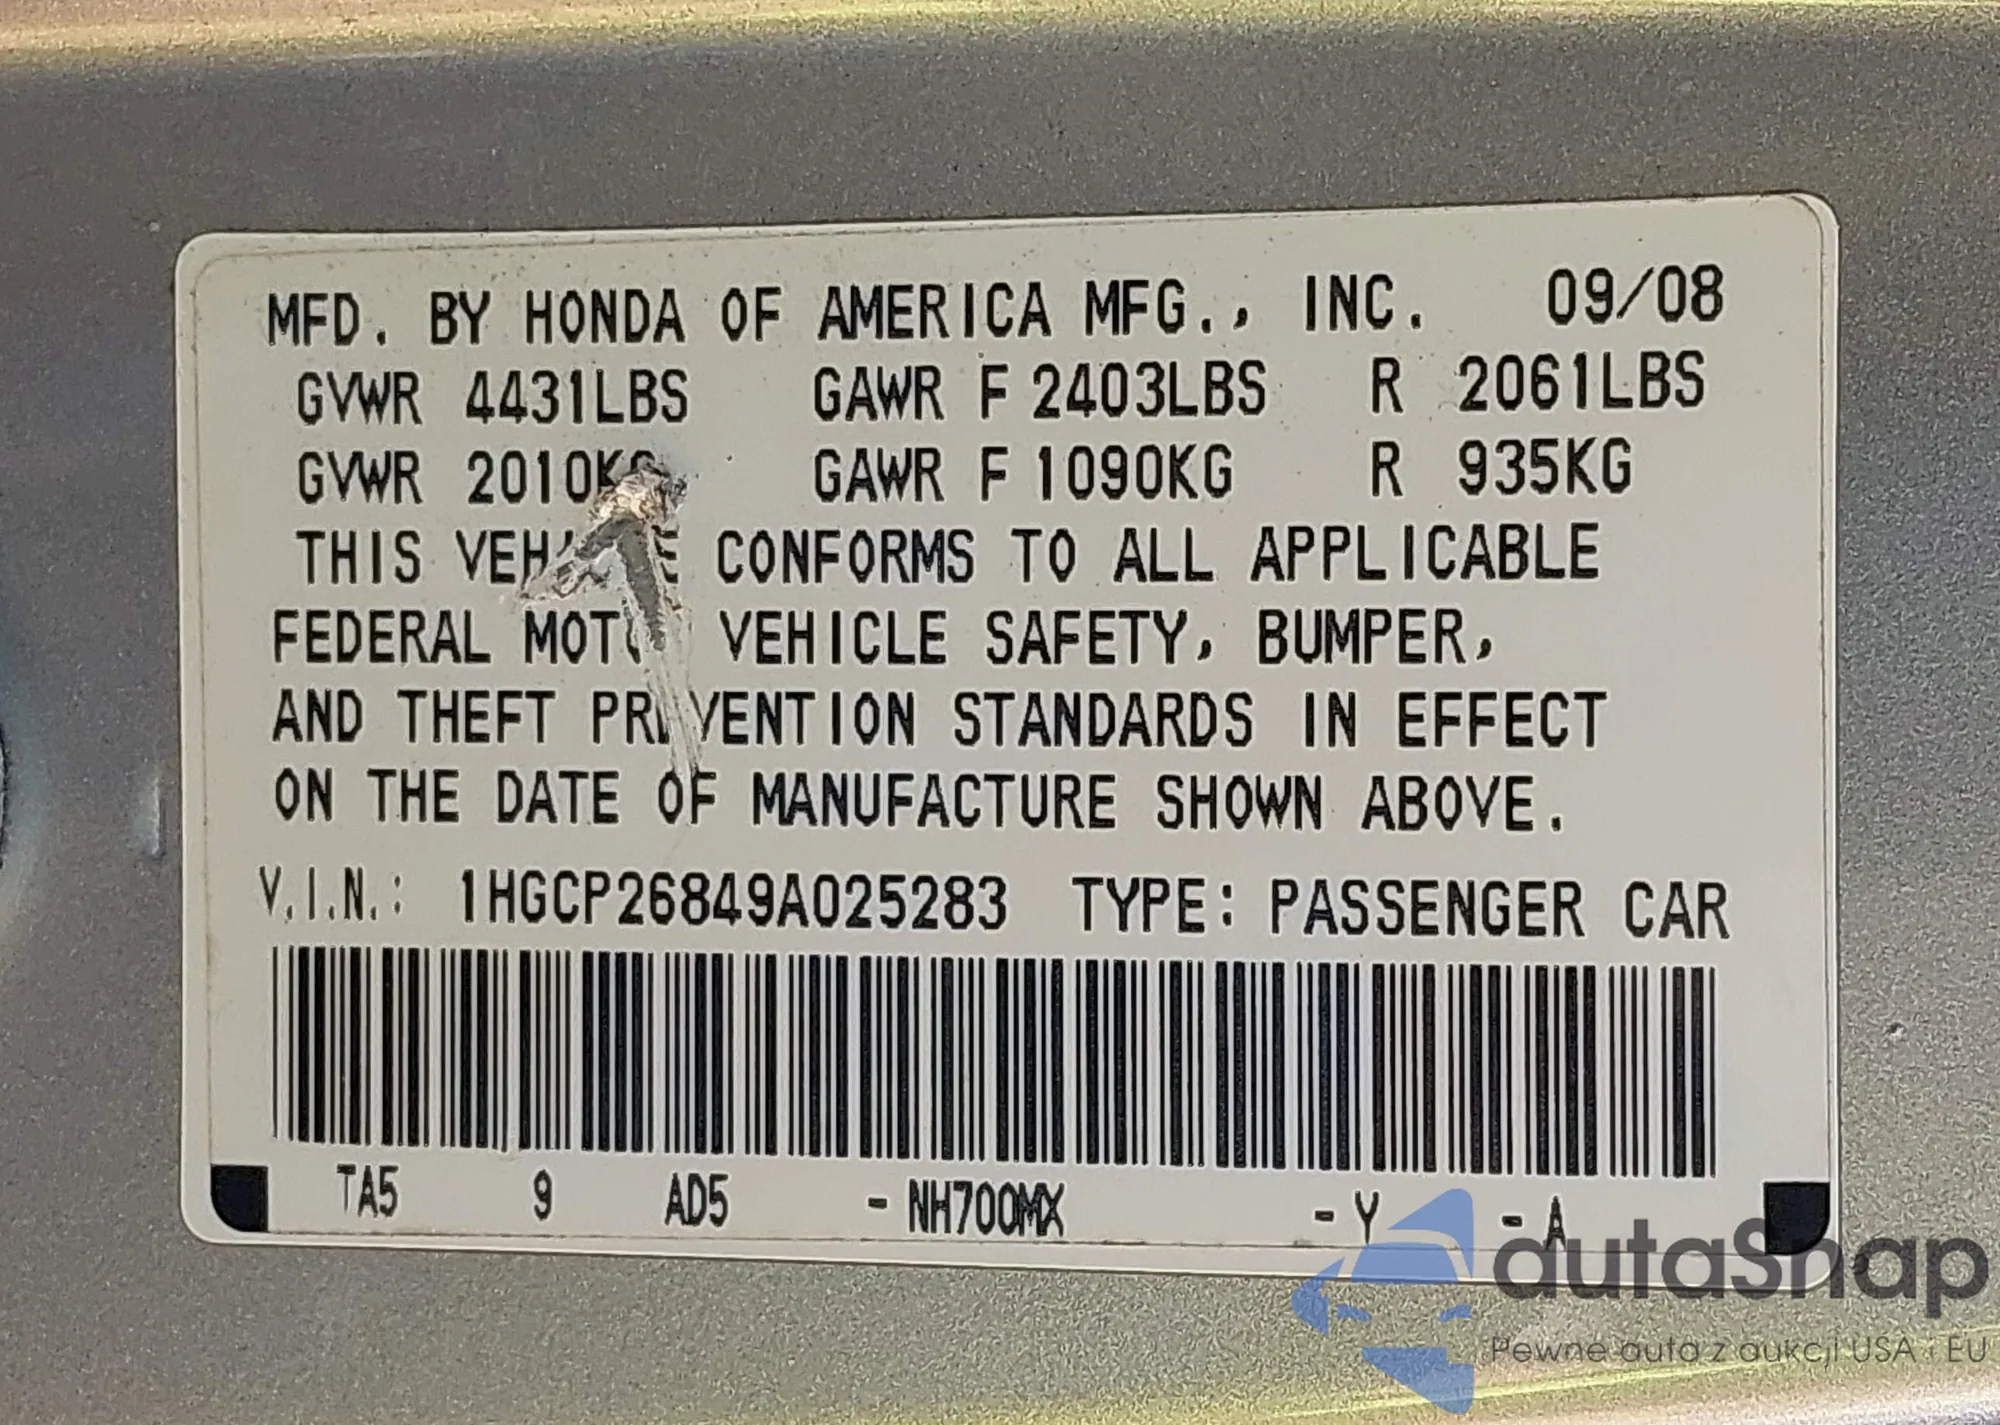 MFD. BY HONDA OF AMERICA MFG., INC. 09/08
GVWR 4431LBS GAWR F 2403LBS R 2061LBS
GVWR 2010KG GAWR F 1090KG R 935KG
THIS CONFORMS TO ALL APPLICABLE
FEDERAL VEHICLE SAFETY, BUMPER,
AND THEFT PREVENTION STANDARDS IN EFFECT
ON THE DATE OF MANUFACTURE SHOWN ABOVE.
V.I.N.: 1HGCP26849A025283 TYPE: PASSENGER CAR
TA5 9 AD5 - NH700MX - Y - A
autaSnap
Pewne auta z aukcji USA i EU